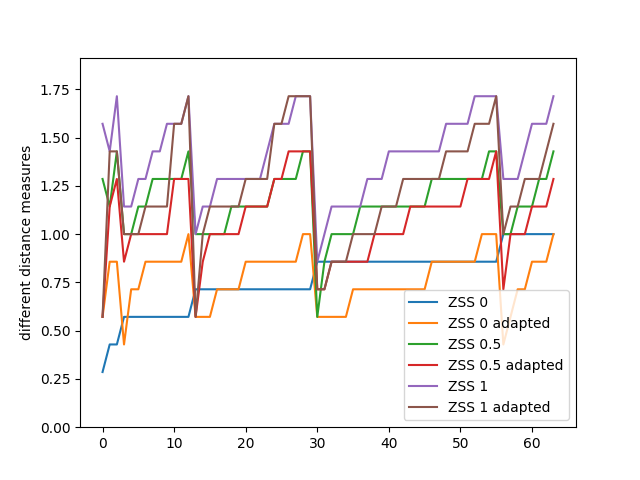 different distance measures
1.75
1.50
1.25
1.00
0.75
0.50
0.25
0.00
0 10 20 30 40 50 60
ZSS 0
ZSS 0 adapted
ZSS 0.5
ZSS 0.5 adapted
ZSS 1
ZSS 1 adapted